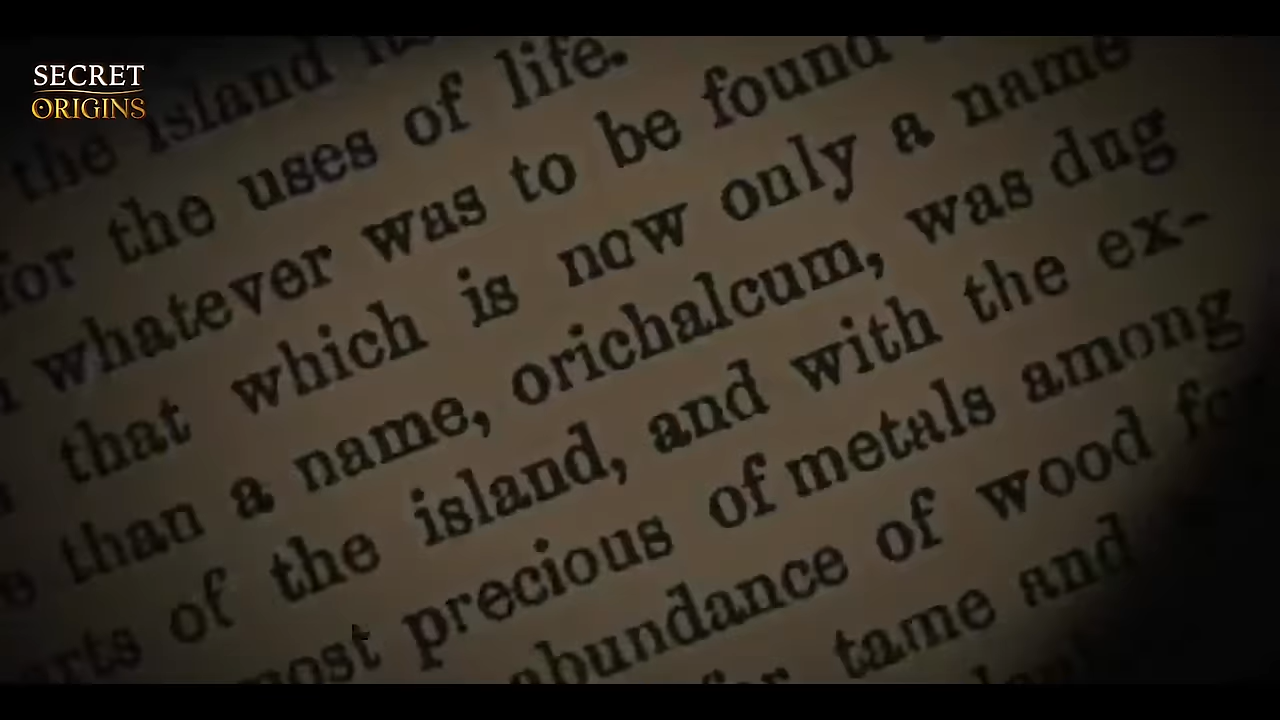 SECRET
ORIGINS
the island
for the uses of life.
whatever was to be found
that which is now only a name
than a name, orichalcum, was dug
arts of the island, and with the ex-
most precious of metals among
abundance of wood
for tame and